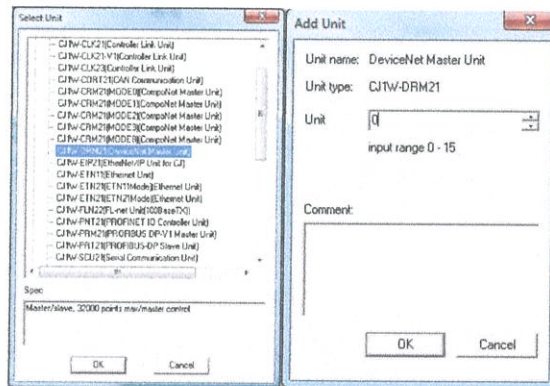 Select Unit
CJ1W-CLK21(Controller Link Unit)
CJ1W-CLK21-V1(Controller Link Unit)
CJ1W-CLK23(Controller Link Unit)
CJ1W-CORT21(CAN Communication Unit)
CJ1W-CRM21(MODE0)(CompoNet Master Unit)
CJ1W-CRM21(MODE1)(CompoNet Master Unit)
CJ1W-CRM21(MODE2)(CompoNet Master Unit)
CJ1W-CRM21(MODE3)(CompoNet Master Unit)
CJ1W-CRM21(MODE8)(CompoNet Master Unit)
CJ1W-DRM21(DeviceNet Master Unit)
CJ1W-EIP21(EtherNet/IP Unit for CJ)
CJ1W-ETN11(Ethernet Unit)
CJ1W-ETN21(ETN11Mode)(Ethernet Unit)
CJ1W-ETN21(ETN21Mode)(Ethernet Unit)
CJ1W-FLN22(FL-net Unit(100BaseTX))
CJ1W-PNT21(PROFINET IO Controller Unit)
CJ1W-PRM21(PROFIBUS DP-V1 Master Unit)
CJ1W-PRT21(PROFIBUS-DP Slave Unit)
CJ1W-SCU21(Serial Communication Unit)
Spec
Master/slave, 32000 points max/master control
OK
Cancel
Add Unit
Unit name: DeviceNet Master Unit
Unit type: CJ1W-DRM21
Unit 0
input range 0 - 15
Comment:
OK
Cancel